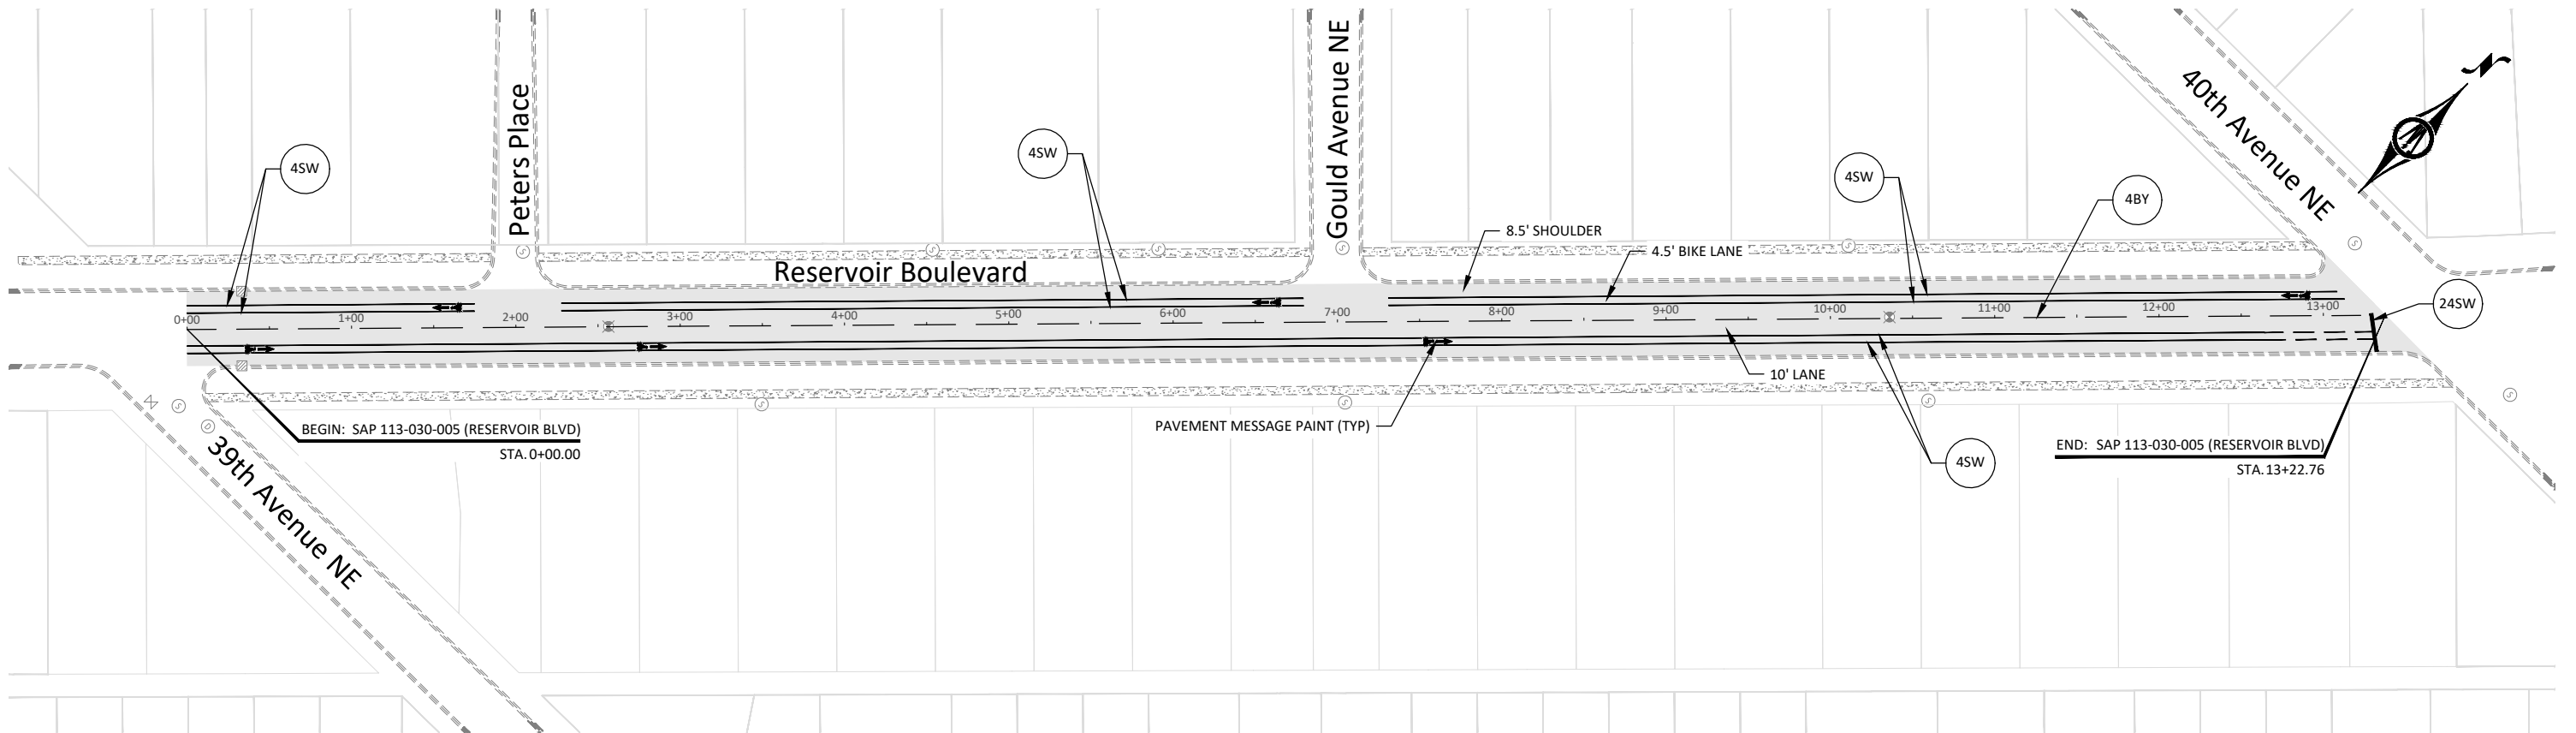 Peters Place
Gould Avenue NE
40th Avenue NE
N
4SW
4SW
4SW
4BY
8.5' SHOULDER
4.5' BIKE LANE
Reservoir Boulevard
24SW
0+00
1+00
2+00
3+00
4+00
5+00
6+00
7+00
8+00
9+00
10+00
11+00
12+00
13+00
10' LANE
S
S
S
S
S
S
S
S
S
S
S
D
BEGIN: SAP 113-030-005 (RESERVOIR BLVD)
STA. 0+00.00
PAVEMENT MESSAGE PAINT (TYP)
4SW
END: SAP 113-030-005 (RESERVOIR BLVD)
STA. 13+22.76
39th Avenue NE